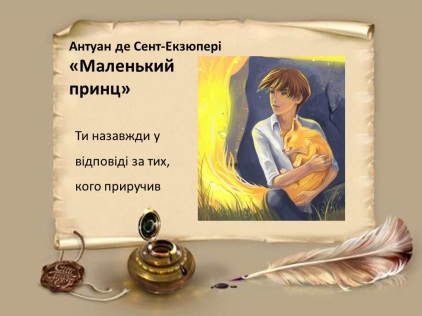 Антуан де Сент-Екзюпері
«Маленький
принц»
Ти назавжди у
відповіді за тих,
кого приручив